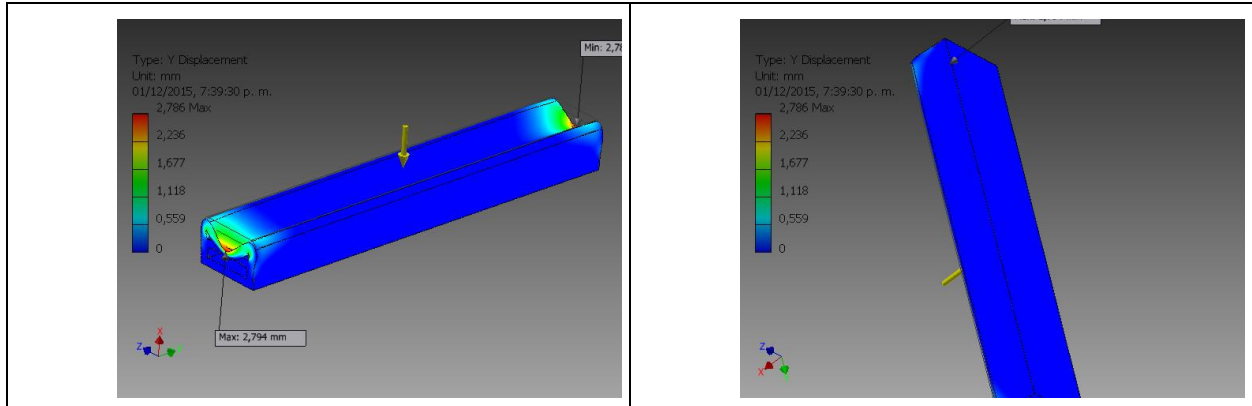 Type: Y Displacement
Unit: mm
01/12/2015, 7:39:30 p. m.
2,786 Max
2,236
1,677
1,118
0,559
0
Min: 2,78
Max: 2,794 mm
Z
X
Type: Y Displacement
Unit: mm
01/12/2015, 7:39:30 p. m.
2,786 Max
2,236
1,677
1,118
0,559
0
Z
X